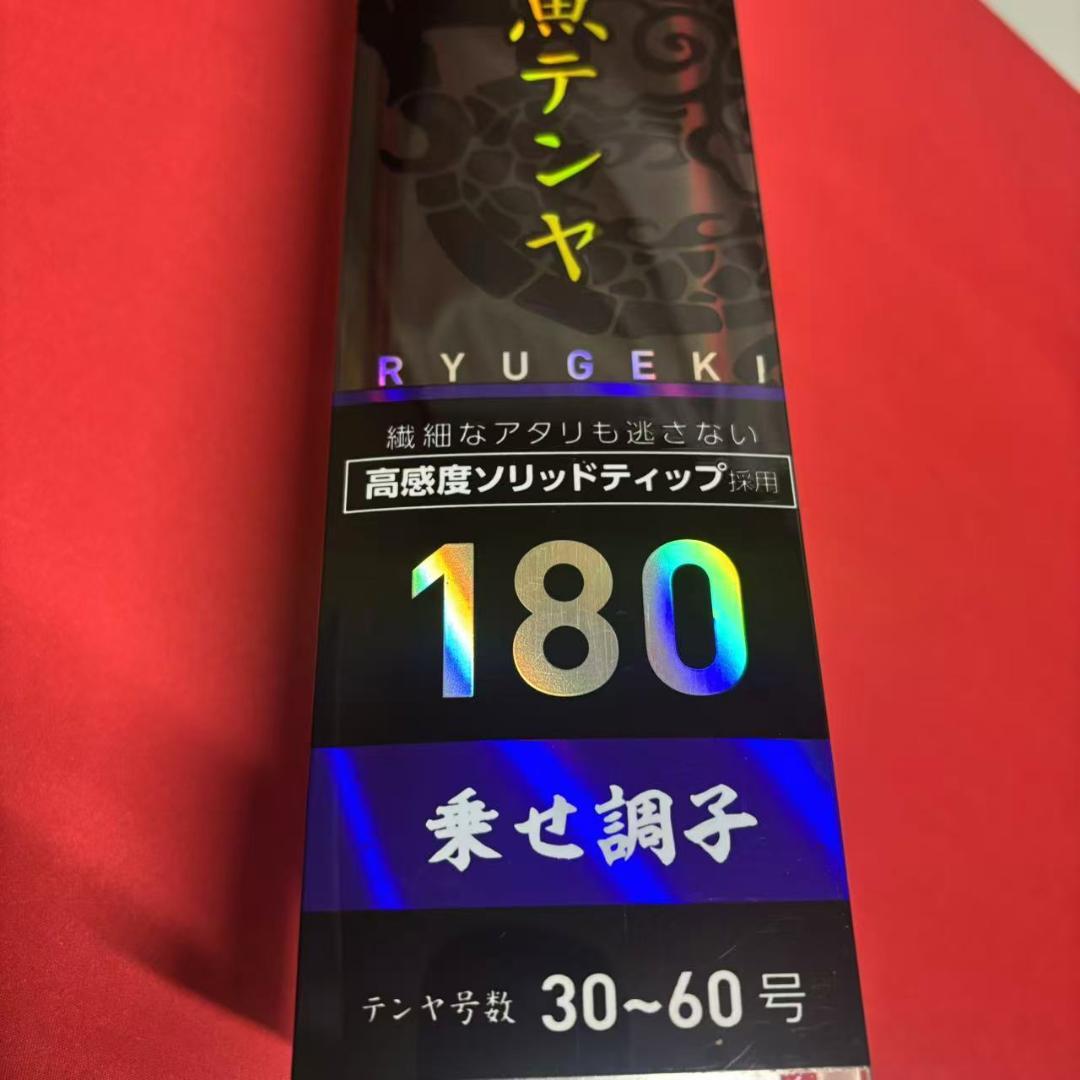 魚テンヤ
RYUGEKI
繊細なアタリも逃さない
高感度ソリッドティップ採用
180
乗せ調子
テンヤ号数 30~60号